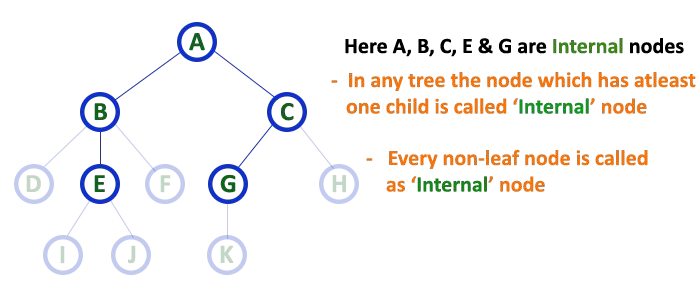 A
Here A, B, C, E & G are Internal nodes
- In any tree the node which has atleast
one child is called ‘Internal’ node
B
C
- Every non-leaf node is called
as ‘Internal’ node
D
E
F
G
H
I
J
K